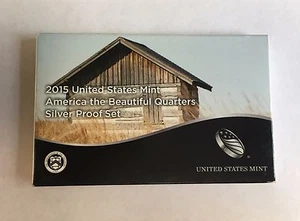 2015 United States Mint
America the Beautiful Quarters
Silver Proof Set
UNITED STATES MINT